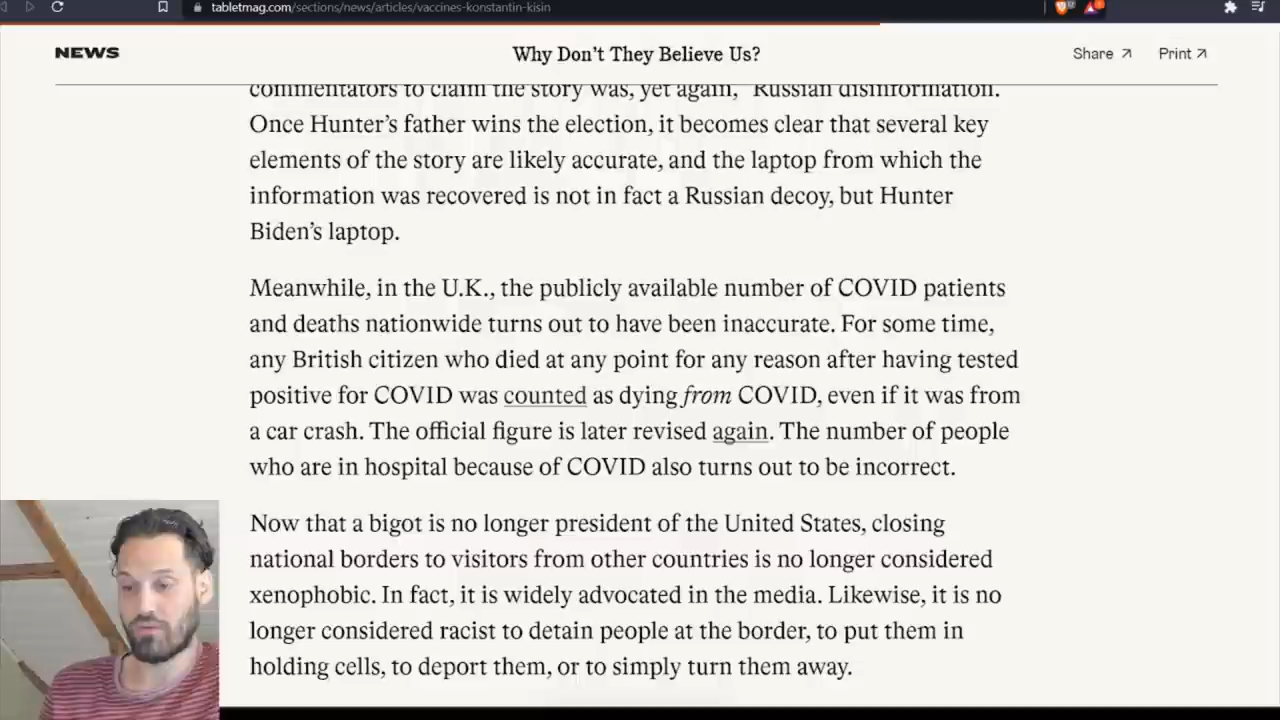 tabletmag.com/sections/news/articles/vaccines-konstantin-kisin
NEWS
Why Don't They Believe Us?
Share ↗
Print ↗
commentators to claim the story was, yet again, "Russian disinformation.
Once Hunter's father wins the election, it becomes clear that several key
elements of the story are likely accurate, and the laptop from which the
information was recovered is not in fact a Russian decoy, but Hunter
Biden's laptop.
Meanwhile, in the U.K., the publicly available number of COVID patients
and deaths nationwide turns out to have been inaccurate. For some time,
any British citizen who died at any point for any reason after having tested
positive for COVID was counted as dying from COVID, even if it was from
a car crash. The official figure is later revised again. The number of people
who are in hospital because of COVID also turns out to be incorrect.
Now that a bigot is no longer president of the United States, closing
national borders to visitors from other countries is no longer considered
xenophobic. In fact, it is widely advocated in the media. Likewise, it is no
longer considered racist to detain people at the border, to put them in
holding cells, to deport them, or to simply turn them away.